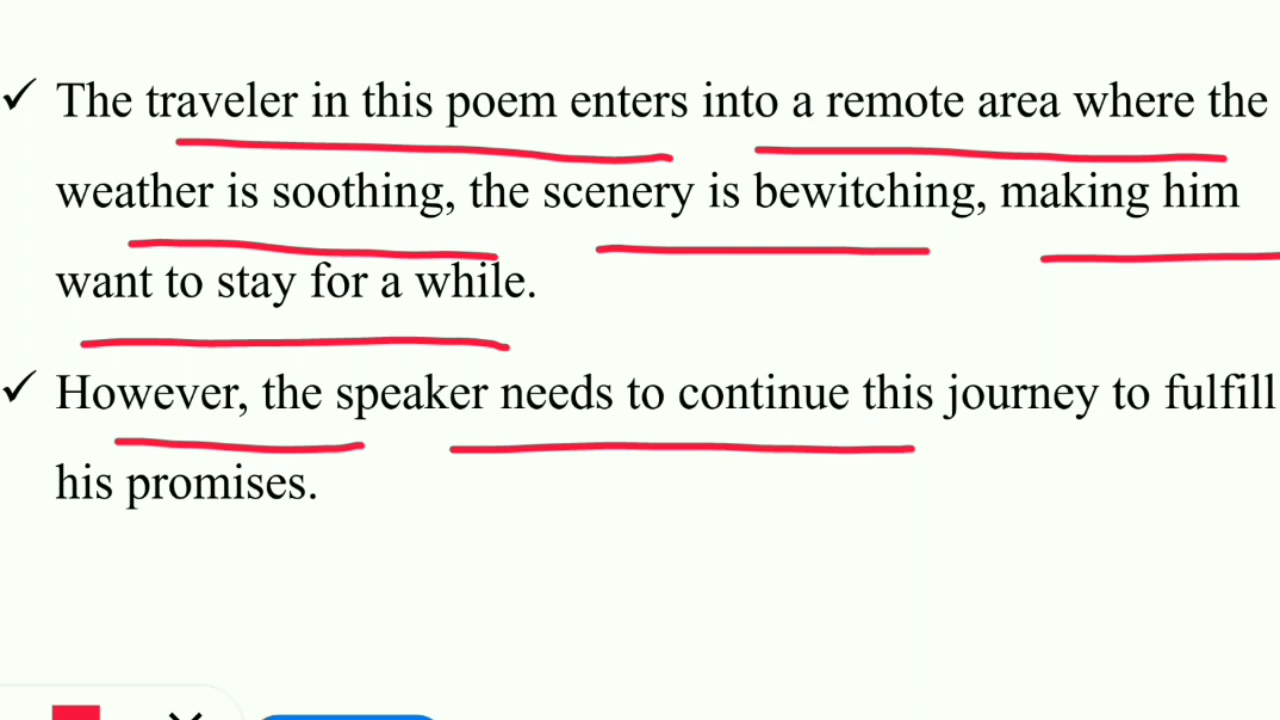 ✓ The traveler in this poem enters into a remote area where the
weather is soothing, the scenery is bewitching, making him
want to stay for a while.
✓ However, the speaker needs to continue this journey to fulfill
his promises.